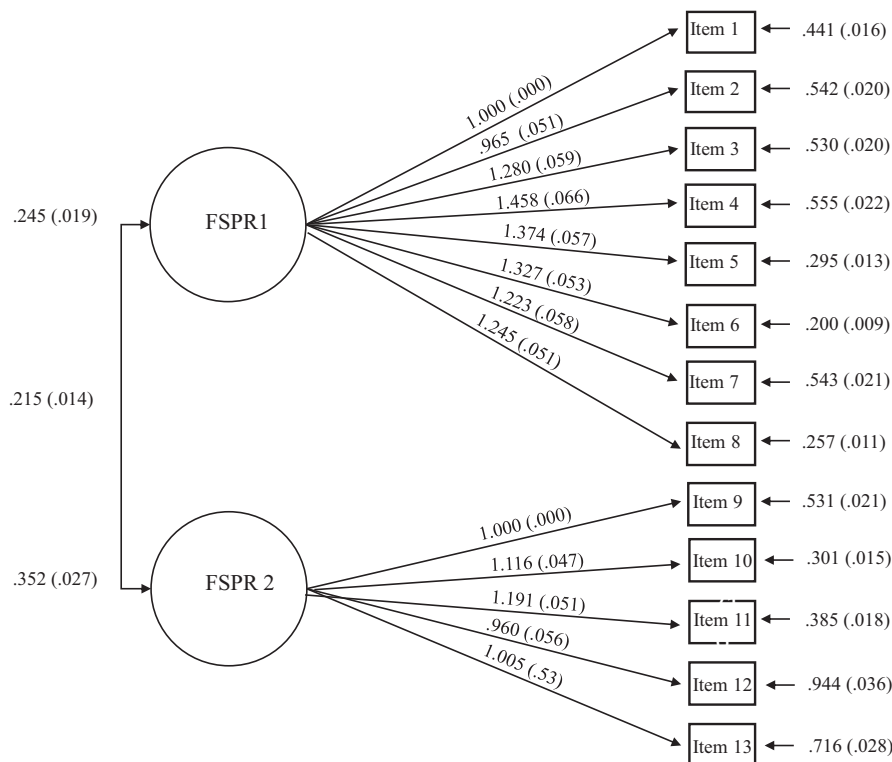 Item 1
.441 (.016)
1.000 (.000)
Item 2
.542 (.020)
.965 (.051)
Item 3
.530 (.020)
1.280 (.059)
Item 4
.555 (.022)
1.458 (.066)
.245 (.019)
FSPR1
1.374 (.057)
Item 5
.295 (.013)
1.327 (.053)
Item 6
.200 (.009)
1.223 (.058)
Item 7
.543 (.021)
1.245 (.051)
Item 8
.257 (.011)
.215 (.014)
Item 9
.531 (.021)
1.000 (.000)
Item 10
.301 (.015)
1.116 (.047)
.352 (.027)
FSPR 2
1.191 (.051)
Item 11
.385 (.018)
.960 (.056)
Item 12
.944 (.036)
1.005 (.53)
Item 13
.716 (.028)